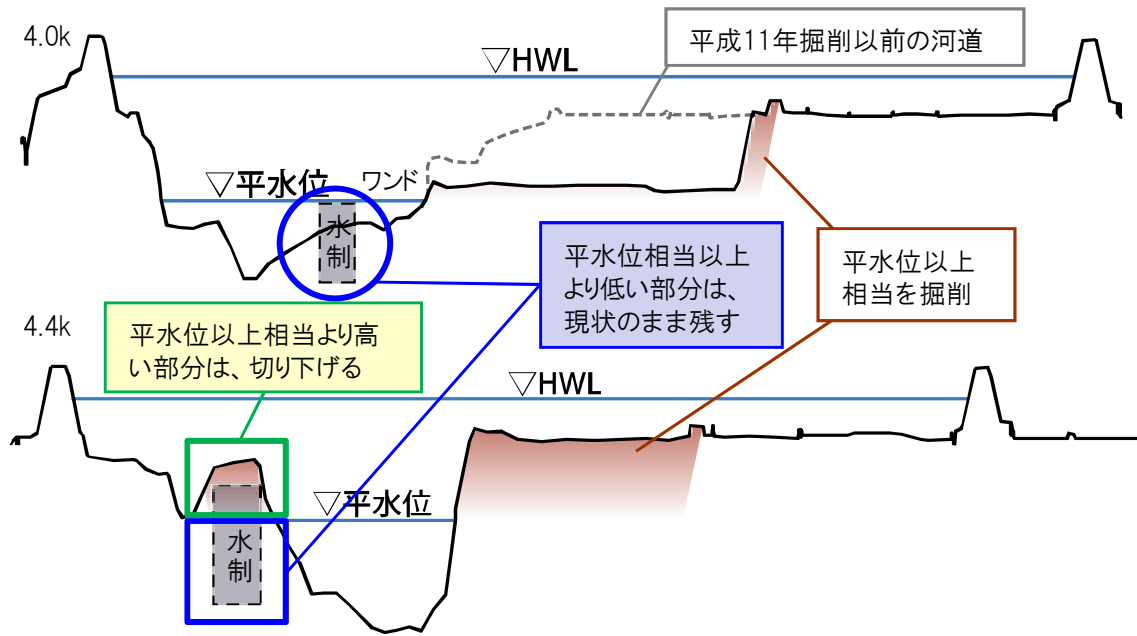 4.0k
平成11年掘削以前の河道
▽HWL
▽平水位
ワンド
水
制
平水位相当以上
より低い部分は、
現状のまま残す
平水位以上
相当を掘削
4.4k
平水位以上相当より高
い部分は、切り下げる
▽HWL
▽平水位
水
制